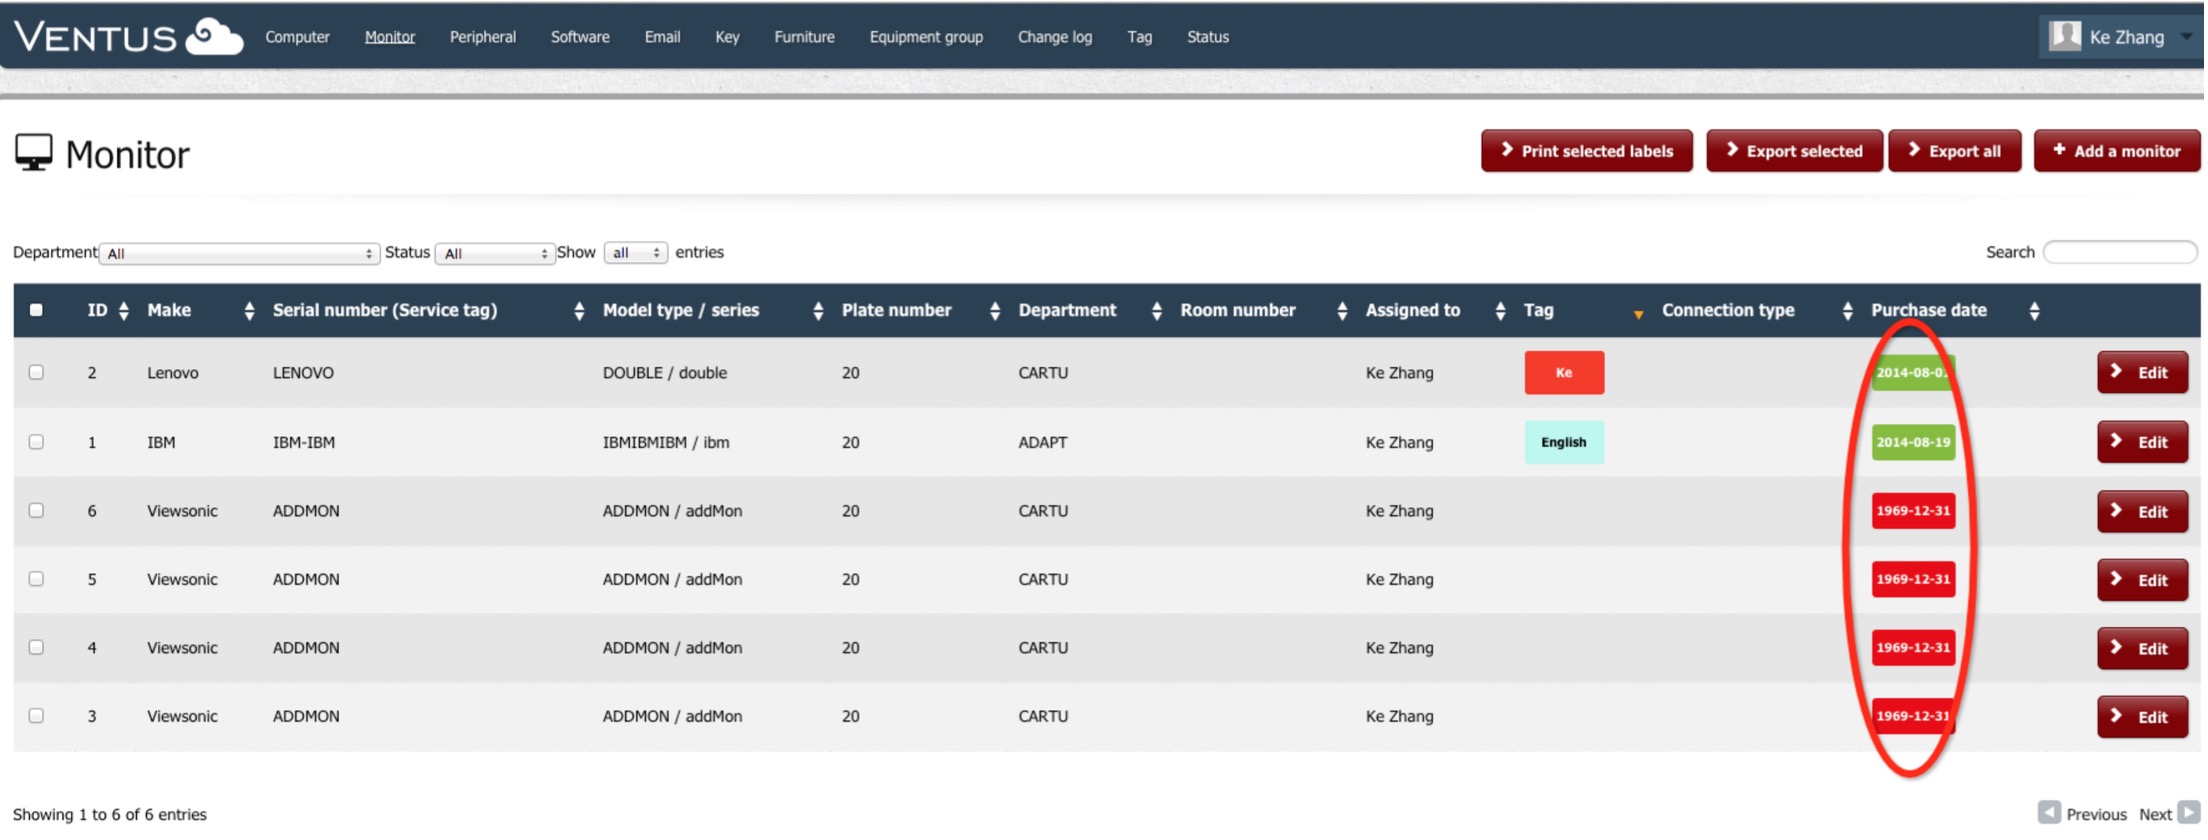 VENTUS Computer Monitor Peripheral Software Email Key Furniture Equipment group Change log Tag Status Ke Zhang
Monitor Print selected labels Export selected Export all + Add a monitor
Department All Status All Show all entries Search
ID Make Serial number (Service tag) Model type / series Plate number Department Room number Assigned to Tag Connection type Purchase date
2 Lenovo LENOVO DOUBLE / double 20 CARTU Ke Zhang Ke 2014-08-01 Edit
1 IBM IBM-IBM IBMIBMIBM / ibm 20 ADAPT Ke Zhang English 2014-08-19 Edit
6 Viewsonic ADDMON ADDMON / addMon 20 CARTU Ke Zhang 1969-12-31 Edit
5 Viewsonic ADDMON ADDMON / addMon 20 CARTU Ke Zhang 1969-12-31 Edit
4 Viewsonic ADDMON ADDMON / addMon 20 CARTU Ke Zhang 1969-12-31 Edit
3 Viewsonic ADDMON ADDMON / addMon 20 CARTU Ke Zhang 1969-12-31 Edit
Showing 1 to 6 of 6 entries Previous Next